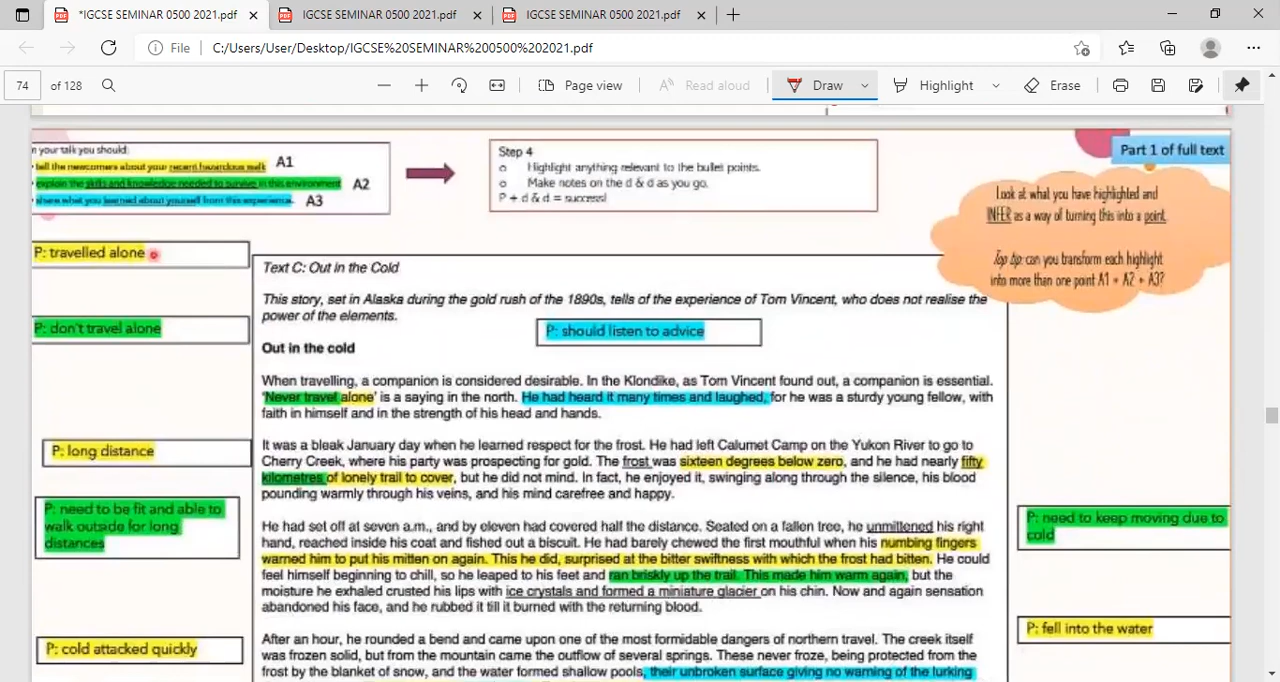 *IGCSE SEMINAR 0500 2021.pdf
IGCSE SEMINAR 0500 2021.pdf
IGCSE SEMINAR 0500 2021.pdf
File
C:/Users/User/Desktop/IGCSE%20SEMINAR%200500%202021.pdf
74 of 128
Page view
Read aloud
Draw
Highlight
Erase
n your talk you should:
tell the newcomers about your recent hazardous walk A1
explain the skills and knowledge needed to survive in this environment A2
share what you learned about yourself from this experience. A3
Step 4
o Highlight anything relevant to the bullet points.
o Make notes on the d & d as you go.
P + d & d = success!
Part 1 of full text
Look at what you have highlighted and
INFER as a way of turning this into a point.
Top tip: can you transform each highlight
into more than one point A1 + A2 + A3?
P: travelled alone
P: don't travel alone
P: long distance
P: need to be fit and able to
walk outside for long
distances
P: cold attacked quickly
Text C: Out in the Cold
This story, set in Alaska during the gold rush of the 1890s, tells of the experience of Tom Vincent, who does not realise the
power of the elements.
P: should listen to advice
Out in the cold
When travelling, a companion is considered desirable. In the Klondike, as Tom Vincent found out, a companion is essential.
'Never travel alone' is a saying in the north. He had heard it many times and laughed, for he was a sturdy young fellow, with
faith in himself and in the strength of his head and hands.
It was a bleak January day when he learned respect for the frost. He had left Calumet Camp on the Yukon River to go to
Cherry Creek, where his party was prospecting for gold. The frost was sixteen degrees below zero, and he had nearly fifty
kilometres of lonely trail to cover, but he did not mind. In fact, he enjoyed it, swinging along through the silence, his blood
pounding warmly through his veins, and his mind carefree and happy.
He had set off at seven a.m., and by eleven had covered half the distance. Seated on a fallen tree, he unmittened his right
hand, reached inside his coat and fished out a biscuit. He had barely chewed the first mouthful when his numbing fingers
warned him to put his mitten on again. This he did, surprised at the bitter swiftness with which the frost had bitten. He could
feel himself beginning to chill, so he leaped to his feet and ran briskly up the trail. This made him warm again, but the
moisture he exhaled crusted his lips with ice crystals and formed a miniature glacier on his chin. Now and again sensation
abandoned his face, and he rubbed it till it burned with the returning blood.
After an hour, he rounded a bend and came upon one of the most formidable dangers of northern travel. The creek itself
was frozen solid, but from the mountain came the outflow of several springs. These never froze, being protected from the
frost by the blanket of snow, and the water formed shallow pools, their unbroken surface giving no warning of the lurking
P: need to keep moving due to
cold
P: fell into the water